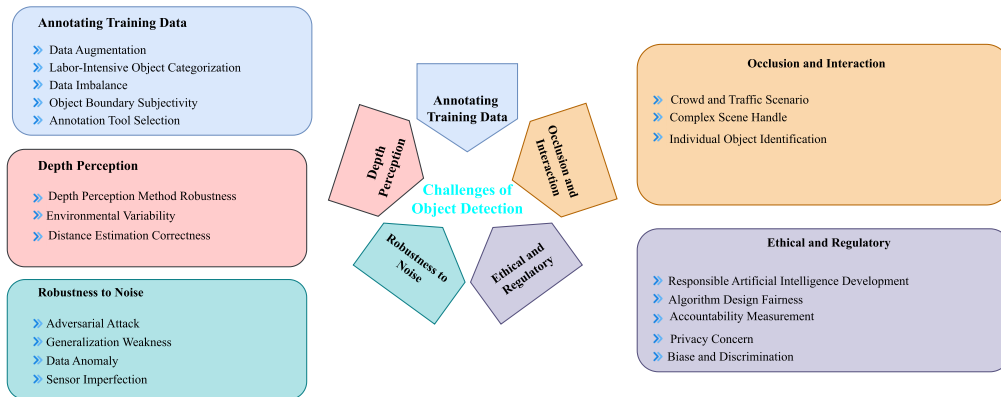 Annotating Training Data
Data Augmentation
Labor-Intensive Object Categorization
Data Imbalance
Object Boundary Subjectivity
Annotation Tool Selection
Depth Perception
Depth Perception Method Robustness
Environmental Variability
Distance Estimation Correctness
Robustness to Noise
Adversarial Attack
Generalization Weakness
Data Anomaly
Sensor Imperfection
Annotating
Training Data
Depth
Perception
Occlusion and
Interaction
Challenges of
Object Detection
Robustness to
Noise
Ethical and
Regulatory
Occlusion and Interaction
Crowd and Traffic Scenario
Complex Scene Handle
Individual Object Identification
Ethical and Regulatory
Responsible Artificial Intelligence Development
Algorithm Design Fairness
Accountability Measurement
Privacy Concern
Biase and Discrimination